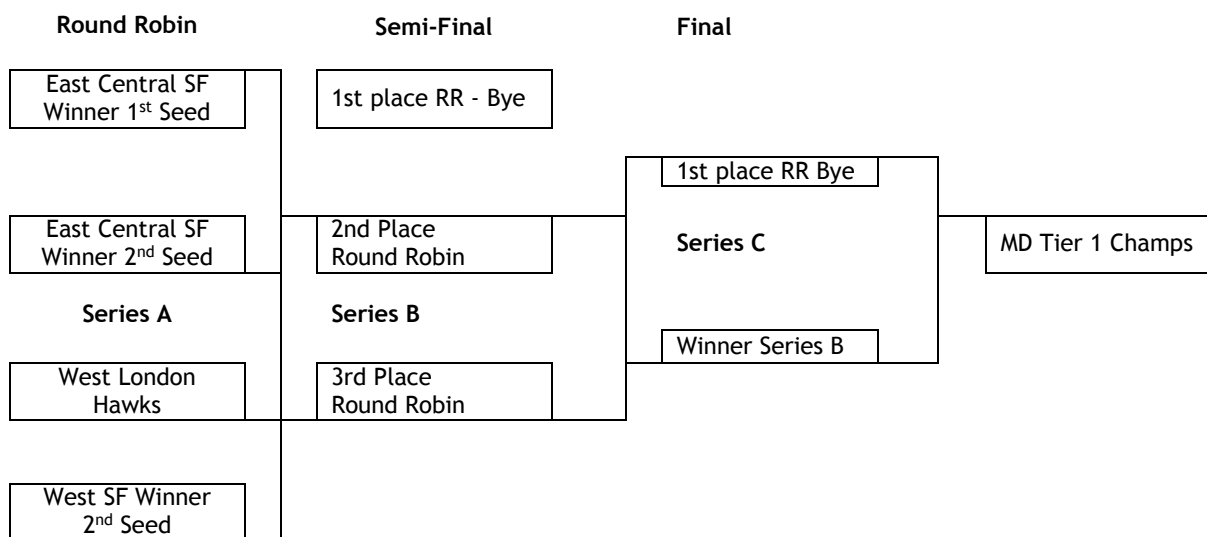 Round Robin
Semi-Final
Final
East Central SF
Winner 1st Seed
1st place RR - Bye
1st place RR Bye
East Central SF
Winner 2nd Seed
2nd Place
Round Robin
Series C
MD Tier 1 Champs
Series A
Series B
Winner Series B
West London
Hawks
3rd Place
Round Robin
West SF Winner
2nd Seed